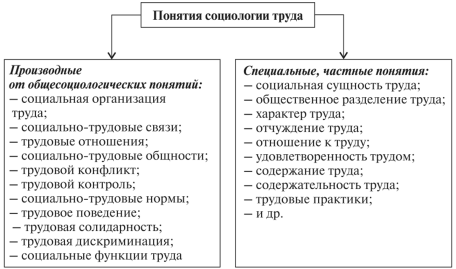 Понятия социологии труда
Производные
от общесоциологических понятий:
– социальная организация
труда;
– социально-трудовые связи;
– трудовые отношения;
– социально-трудовые общности;
– трудовой конфликт;
– трудовой контроль;
– социально-трудовые нормы;
– трудовое поведение;
– трудовая солидарность;
– трудовая дискриминация;
– социальные функции труда
Специальные, частные понятия:
– социальная сущность труда;
– общественное разделение труда;
– характер труда;
– отчуждение труда;
– отношение к труду;
– удовлетворенность трудом;
– содержание труда;
– содержательность труда;
– трудовые практики;
– и др.